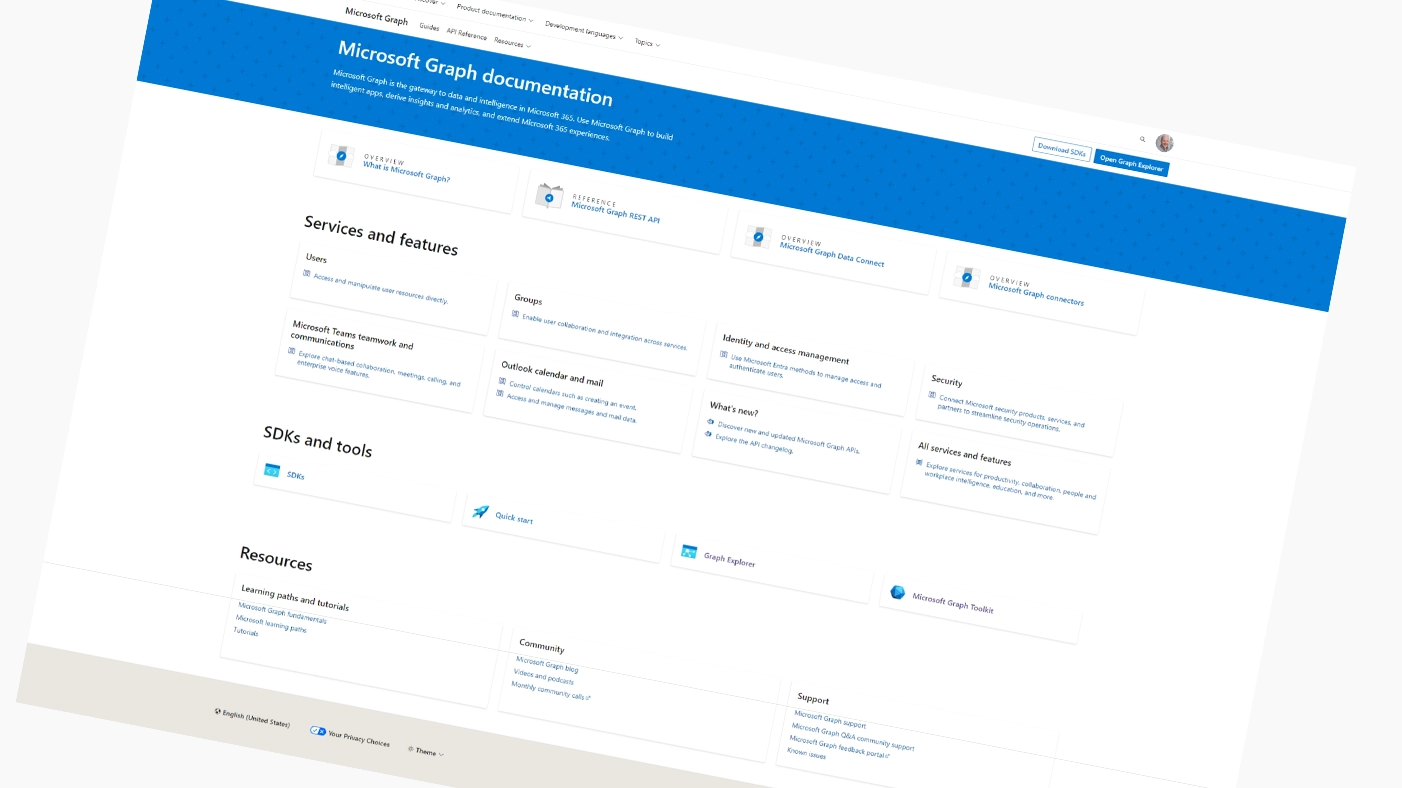 Product documentation
Development languages
Topics
Microsoft Graph
Guides
API Reference
Resources
Microsoft Graph documentation
Microsoft Graph is the gateway to data and intelligence in Microsoft 365. Use Microsoft Graph to build
intelligent apps, derive insights and analytics, and extend Microsoft 365 experiences.
Download SDKs
Open Graph Explorer
OVERVIEW
What is Microsoft Graph?
REFERENCE
Microsoft Graph REST API
OVERVIEW
Microsoft Graph Data Connect
OVERVIEW
Microsoft Graph connectors
Services and features
Users
Access and manipulate user resources directly.
Groups
Enable user collaboration and integration across services.
Identity and access management
Use Microsoft Entra methods to manage access and
authenticate users.
Security
Connect Microsoft security products, services, and
partners to streamline security operations.
Microsoft Teams teamwork and
communications
Explore chat-based collaboration, meetings, calling, and
enterprise voice features.
Outlook calendar and mail
Control calendars such as creating an event.
Access and manage messages and mail data.
What's new?
Discover new and updated Microsoft Graph APIs.
Explore the API changelog.
All services and features
Explore services for productivity, collaboration, people and
workplace intelligence, education, and more.
SDKs and tools
SDKs
Quick start
Graph Explorer
Microsoft Graph Toolkit
Resources
Learning paths and tutorials
Microsoft Graph fundamentals
Microsoft learning paths
Tutorials
Community
Microsoft Graph blog
Videos and podcasts
Monthly community calls
Support
Microsoft Graph support
Microsoft Graph Q&A community support
Microsoft Graph feedback portal
Known issues
English (United States)
Your Privacy Choices
Theme